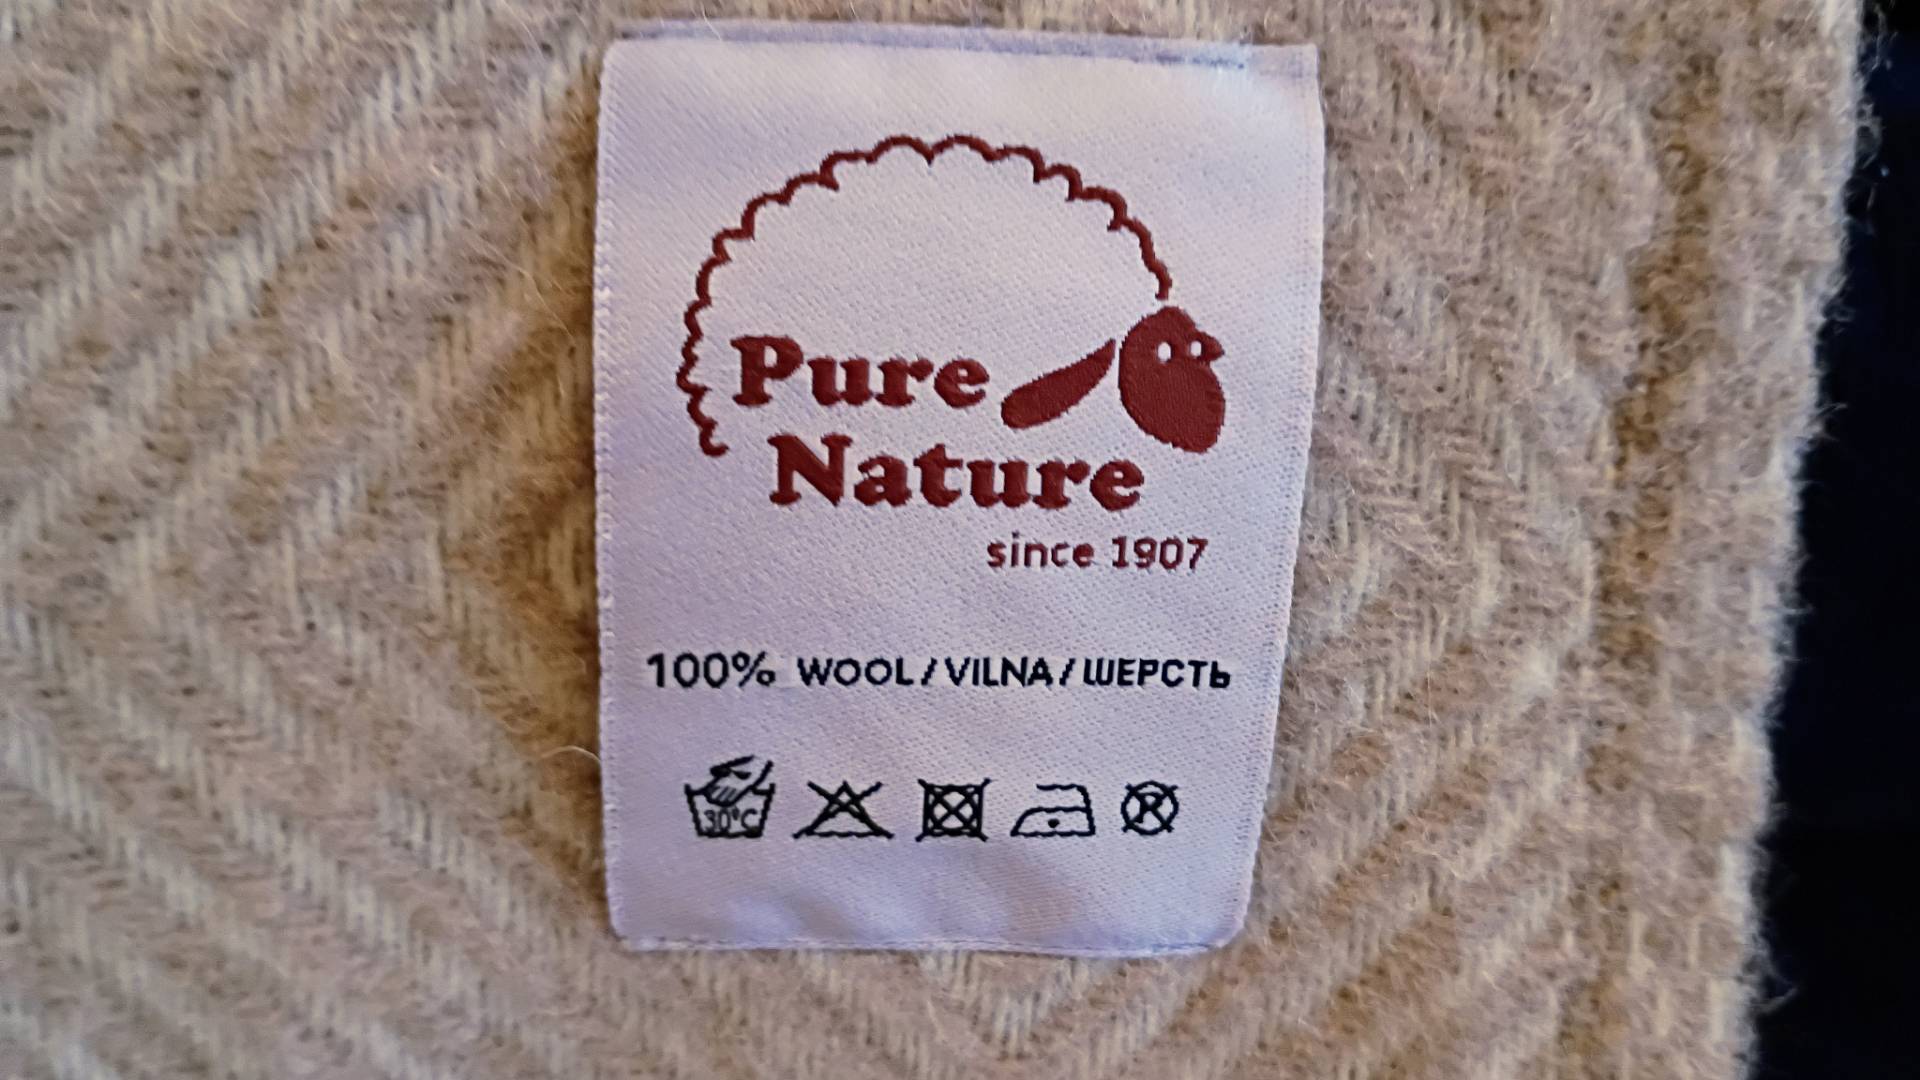 Pure
Nature
since 1907
100% WOOL / VILNA / ШЕРСТЬ
30°C
P